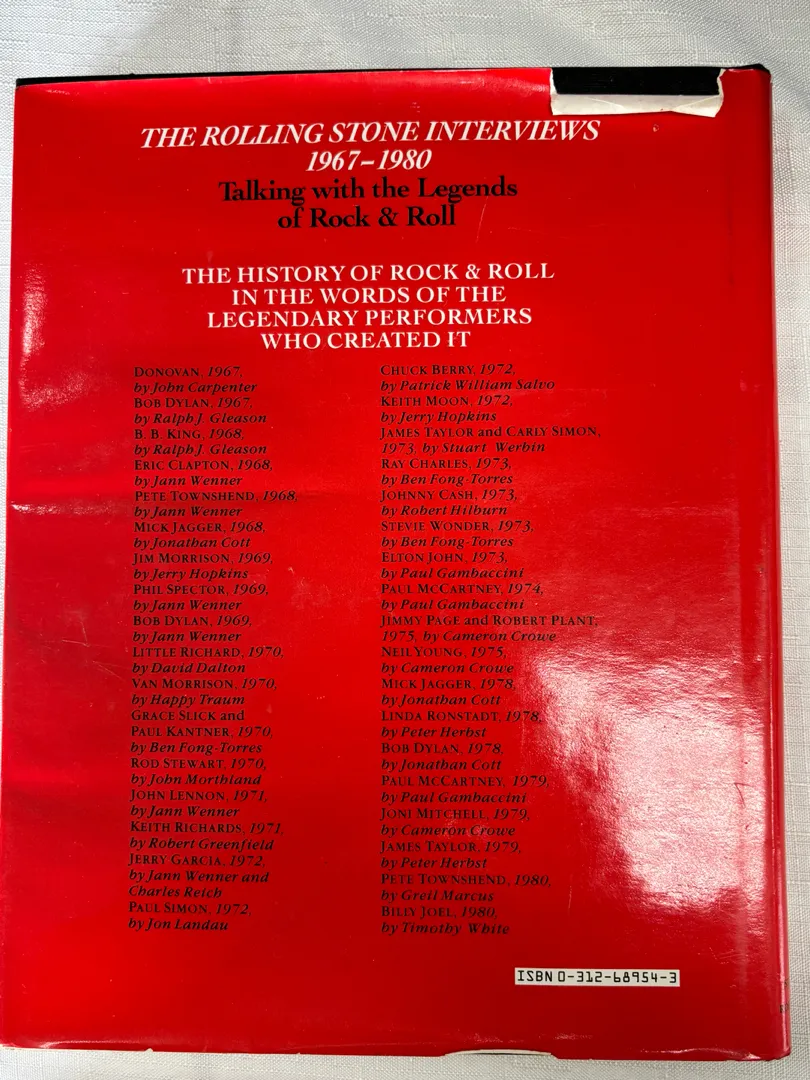 THE ROLLING STONE INTERVIEWS
1967–1980
Talking with the Legends
of Rock & Roll
THE HISTORY OF ROCK & ROLL
IN THE WORDS OF THE
LEGENDARY PERFORMERS
WHO CREATED IT
DONOVAN, 1967,
by John Carpenter
BOB DYLAN, 1967,
by Ralph J. Gleason
B. B. KING, 1968,
by Ralph J. Gleason
ERIC CLAPTON, 1968,
by Jann Wenner
PETE TOWNSHEND, 1968,
by Jann Wenner
MICK JAGGER, 1968,
by Jonathan Cott
JIM MORRISON, 1969,
by Jerry Hopkins
PHIL SPECTOR, 1969,
by Jann Wenner
BOB DYLAN, 1969,
by Jann Wenner
LITTLE RICHARD, 1970,
by David Dalton
VAN MORRISON, 1970,
by Happy Traum
GRACE SLICK and
PAUL KANTNER, 1970,
by Ben Fong-Torres
ROD STEWART, 1970,
by John Morthland
JOHN LENNON, 1971,
by Jann Wenner
KEITH RICHARDS, 1971,
by Robert Greenfield
JERRY GARCIA, 1972,
by Jann Wenner and
Charles Reich
PAUL SIMON, 1972,
by Jon Landau
CHUCK BERRY, 1972,
by Patrick William Salvo
KEITH MOON, 1972,
by Jerry Hopkins
JAMES TAYLOR and CARLY SIMON,
1973, by Stuart Werbin
RAY CHARLES, 1973,
by Ben Fong-Torres
JOHNNY CASH, 1973,
by Robert Hilburn
STEVIE WONDER, 1973,
by Ben Fong-Torres
ELTON JOHN, 1973,
by Paul Gambaccini
PAUL MCCARTNEY, 1974,
by Paul Gambaccini
JIMMY PAGE and ROBERT PLANT,
1975, by Cameron Crowe
NEIL YOUNG, 1975,
by Cameron Crowe
MICK JAGGER, 1978,
by Jonathan Cott
LINDA RONSTADT, 1978,
by Peter Herbst
BOB DYLAN, 1978,
by Jonathan Cott
PAUL MCCARTNEY, 1979,
by Paul Gambaccini
JONI MITCHELL, 1979,
by Cameron Crowe
JAMES TAYLOR, 1979,
by Peter Herbst
PETE TOWNSHEND, 1980,
by Greil Marcus
BILLY JOEL, 1980,
by Timothy White
ISBN 0-312-68954-3